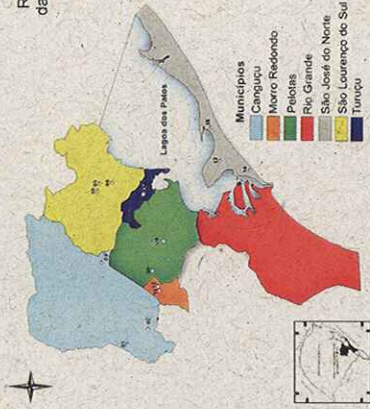 R
da
Lagoa dos Patos
Municípios
Canguçu
Morro Redondo
Pelotas
Rio Grande
São José do Norte
São Lourenço do Sul
Turuçu